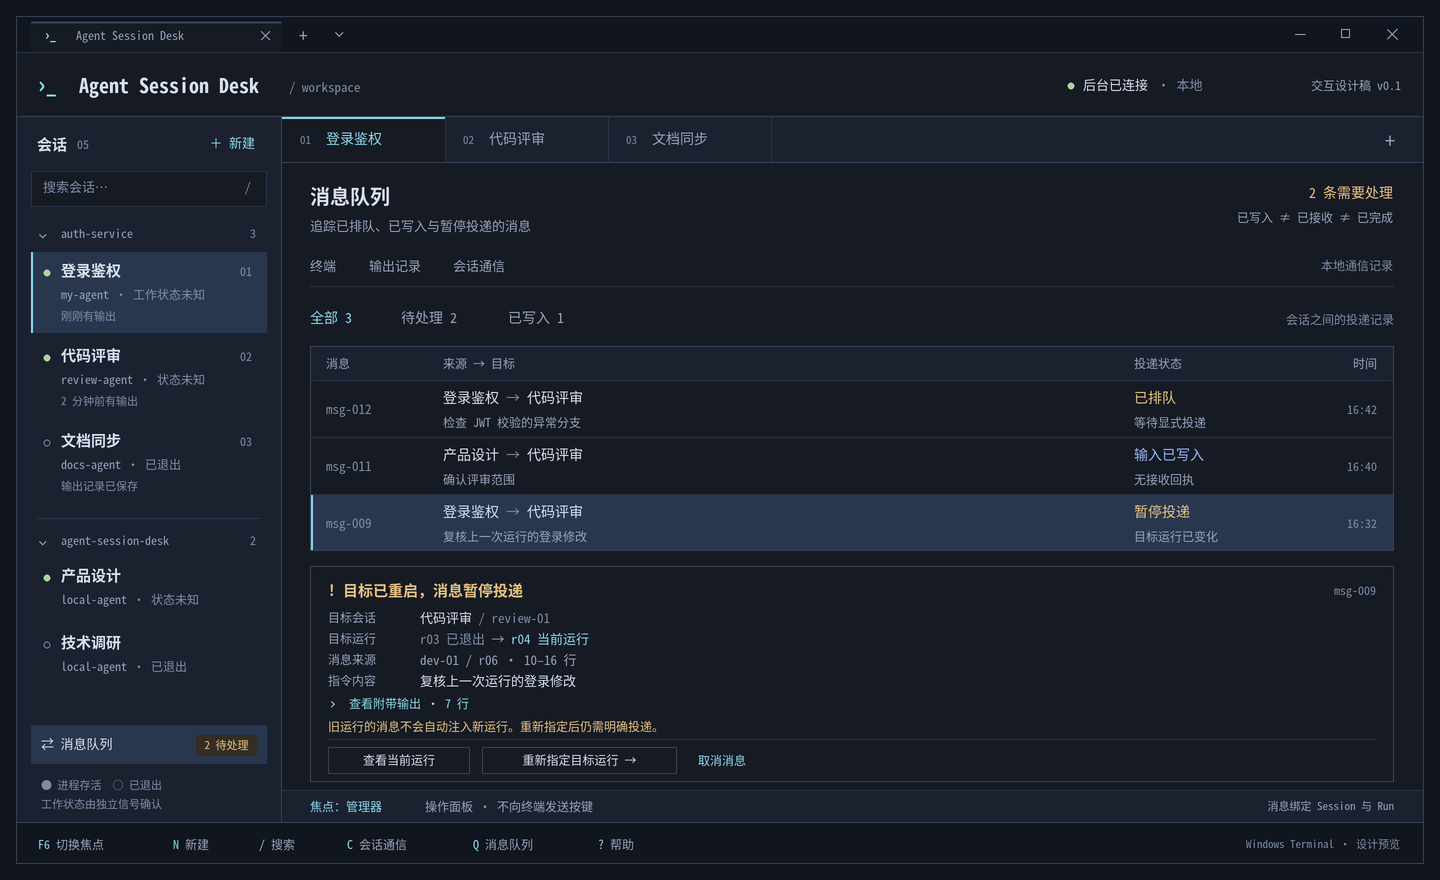 ›_ Agent Session Desk × +
›_ Agent Session Desk / workspace
● 后台已连接 · 本地
交互设计稿 v0.1
会话 05
+ 新建
搜索会话… /
auth-service 3
登录鉴权 01
my-agent · 工作状态未知
刚刚有输出
代码评审 02
review-agent · 状态未知
2 分钟前有输出
文档同步 03
docs-agent · 已退出
输出记录已保存
agent-session-desk 2
产品设计
local-agent · 状态未知
技术调研
local-agent · 已退出
⇄ 消息队列 2 待处理
● 进程存活 ○ 已退出
工作状态由独立信号确认
01 登录鉴权 02 代码评审 03 文档同步 +
消息队列
追踪已排队、已写入与暂停投递的消息
2 条需要处理
已写入 ≠ 已接收 ≠ 已完成
终端 输出记录 会话通信
本地通信记录
全部 3 待处理 2 已写入 1
会话之间的投递记录
消息 来源 → 目标 投递状态 时间
msg-012 登录鉴权 → 代码评审 已排队 16:42
检查 JWT 校验的异常分支 等待显式投递
msg-011 产品设计 → 代码评审 输入已写入 16:40
确认评审范围 无接收回执
msg-009 登录鉴权 → 代码评审 暂停投递 16:32
复核上一次运行的登录修改 目标运行已变化
! 目标已重启，消息暂停投递 msg-009
目标会话 代码评审 / review-01
目标运行 r03 已退出 → r04 当前运行
消息来源 dev-01 / r06 · 10–16 行
指令内容 复核上一次运行的登录修改
› 查看附带输出 · 7 行
旧运行的消息不会自动注入新运行。重新指定后仍需明确投递。
查看当前运行 重新指定目标运行 → 取消消息
焦点: 管理器 操作面板 · 不向终端发送按键
消息绑定 Session 与 Run
F6 切换焦点 N 新建 / 搜索 C 会话通信 Q 消息队列 ? 帮助
Windows Terminal · 设计预览